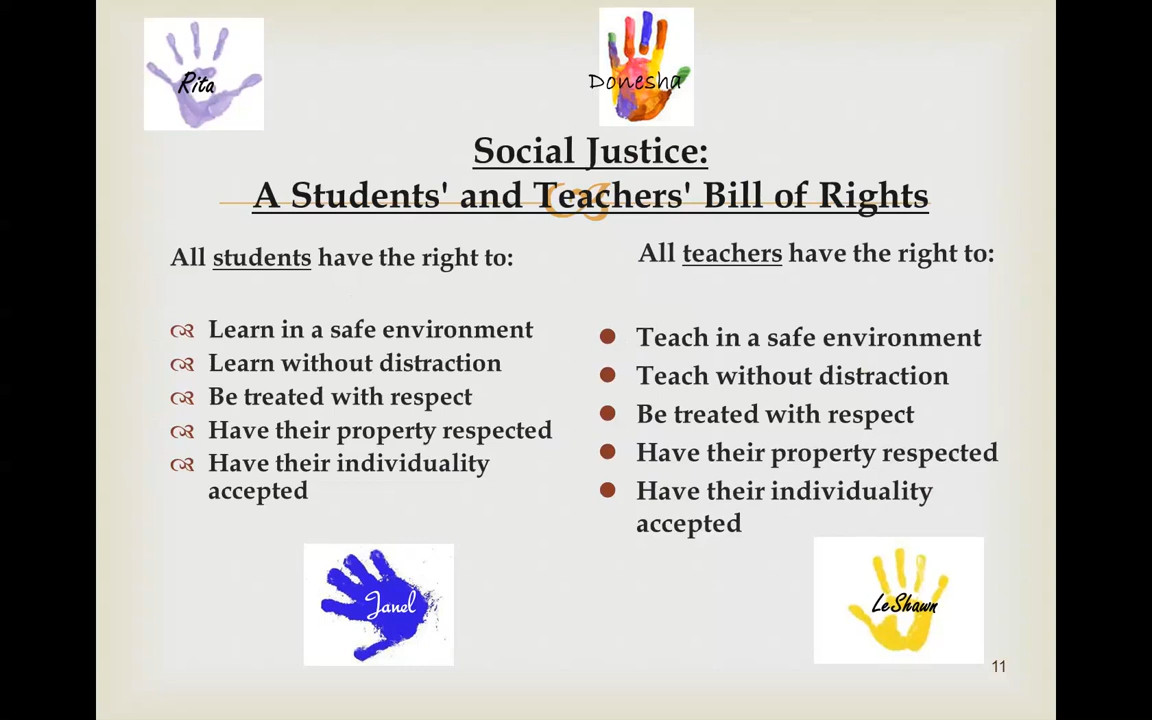 Rita
Donesha
Social Justice:
A Students' and Teachers' Bill of Rights
All students have the right to:
Learn in a safe environment
Learn without distraction
Be treated with respect
Have their property respected
Have their individuality
accepted
All teachers have the right to:
Teach in a safe environment
Teach without distraction
Be treated with respect
Have their property respected
Have their individuality
accepted
Janel
LeShawn
11